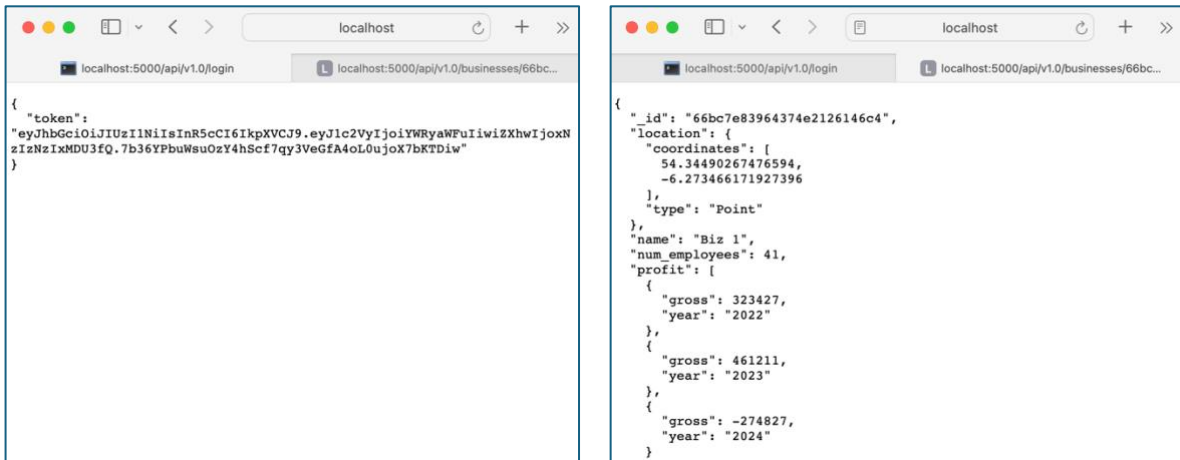 localhost
localhost:5000/api/v1.0/login
localhost:5000/api/v1.0/businesses/66bc...
{
"token":
"eyJhbGciOiJIUzI1NiIsInR5cCI6IkpXVCJ9.eyJ1c2VyIjoiYWRyaWFuIiwiZXhwIjoxN
zIzNzIxMDU3fQ.7b36YPbuWsuOzY4hScf7qy3VeGfA4oL0ujoX7bKTDiw"
}
localhost
localhost:5000/api/v1.0/login
L localhost:5000/api/v1.0/businesses/66bc...
{
"_id": "66bc7e83964374e2126146c4",
"location": {
"coordinates": [
54.34490267476594,
-6.273466171927396
],
"type": "Point"
},
"name": "Biz 1",
"num_employees": 41,
"profit": [
{
"gross": 323427,
"year": "2022"
},
{
"gross": 461211,
"year": "2023"
},
{
"gross": -274827,
"year": "2024"
}